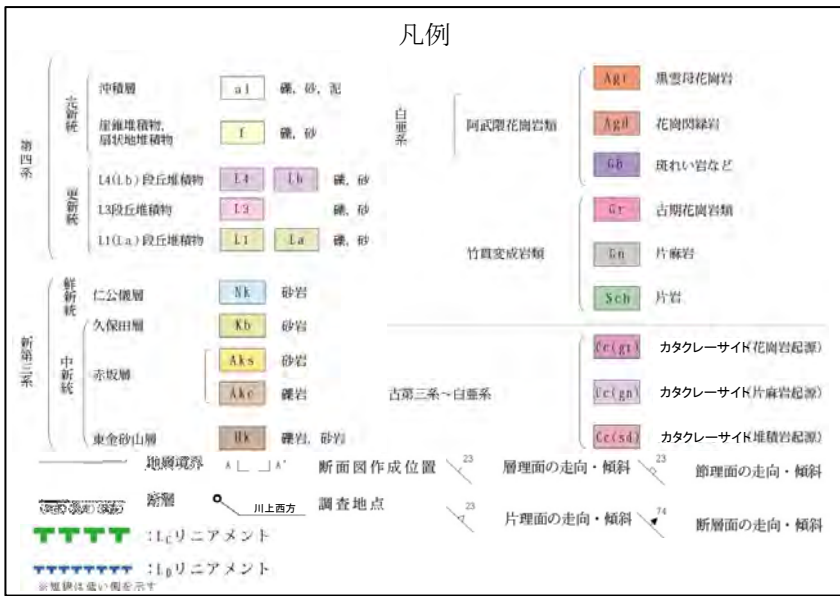 凡例
第四系
完新統
沖積層 al 礫, 砂, 泥
崖錐堆積物, 扇状地堆積物 f 礫, 砂
更新統
L4(Lb)段丘堆積物 L4 Lb 礫, 砂
L3段丘堆積物 L3 礫, 砂
L1(La)段丘堆積物 L1 La 礫, 砂
新第三系
鮮新統
仁公儀層 Nk 砂岩
中新統
久保田層 Kb 砂岩
赤坂層 Aks 砂岩
Akc 礫岩
東金砂山層 Hk 礫岩, 砂岩
白亜系
阿武隈花崗岩類
Agr 黒雲母花崗岩
Agd 花崗閃緑岩
Gb 斑れい岩など
竹貫変成岩類
Gr 古期花崗岩類
Gn 片麻岩
Sch 片岩
古第三系～白亜系
Cc(gr) カタクレーサイト(花崗岩起源)
Cc(gn) カタクレーサイト(片麻岩起源)
Cc(sd) カタクレーサイト(堆積岩起源)
地層境界 A A' 断面図作成位置 23 層理面の走向・傾斜 23 節理面の走向・傾斜
断層 川上西方 調査地点 23 片理面の走向・傾斜 74 断層面の走向・傾斜
:LCリニアメント
:LDリニアメント
※短線は低い側を示す